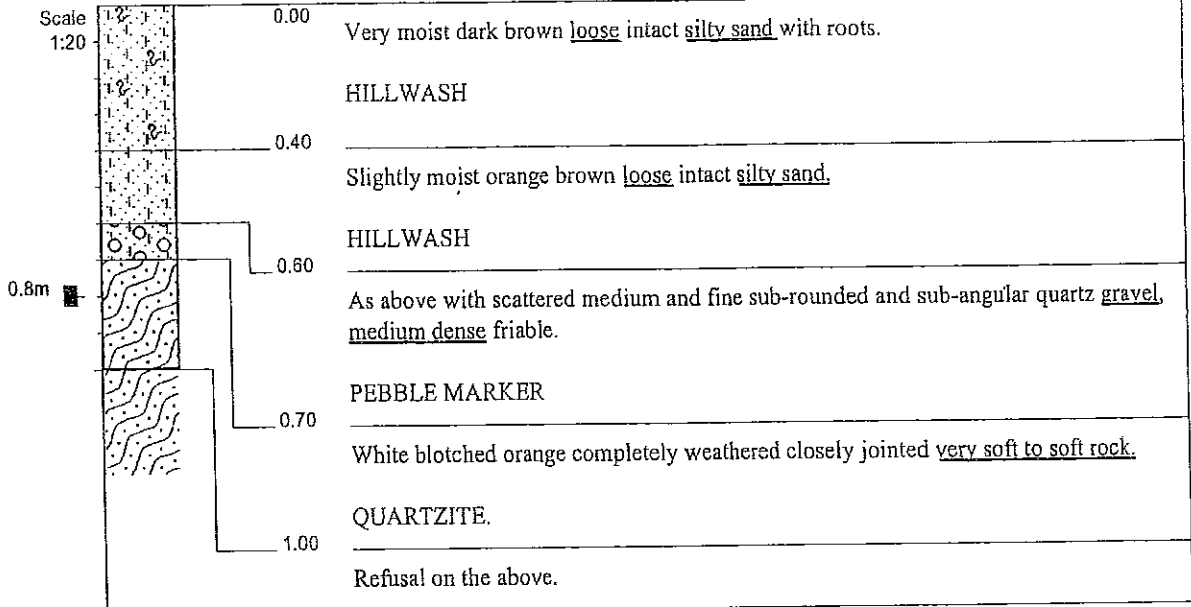 Scale
1:20
0.00
Very moist dark brown loose intact silty sand with roots.
HILLWASH
0.40
Slightly moist orange brown loose intact silty sand.
HILLWASH
0.60
0.8m
As above with scattered medium and fine sub-rounded and sub-angular quartz gravel,
medium dense friable.
PEBBLE MARKER
0.70
White blotched orange completely weathered closely jointed very soft to soft rock.
QUARTZITE.
1.00
Refusal on the above.